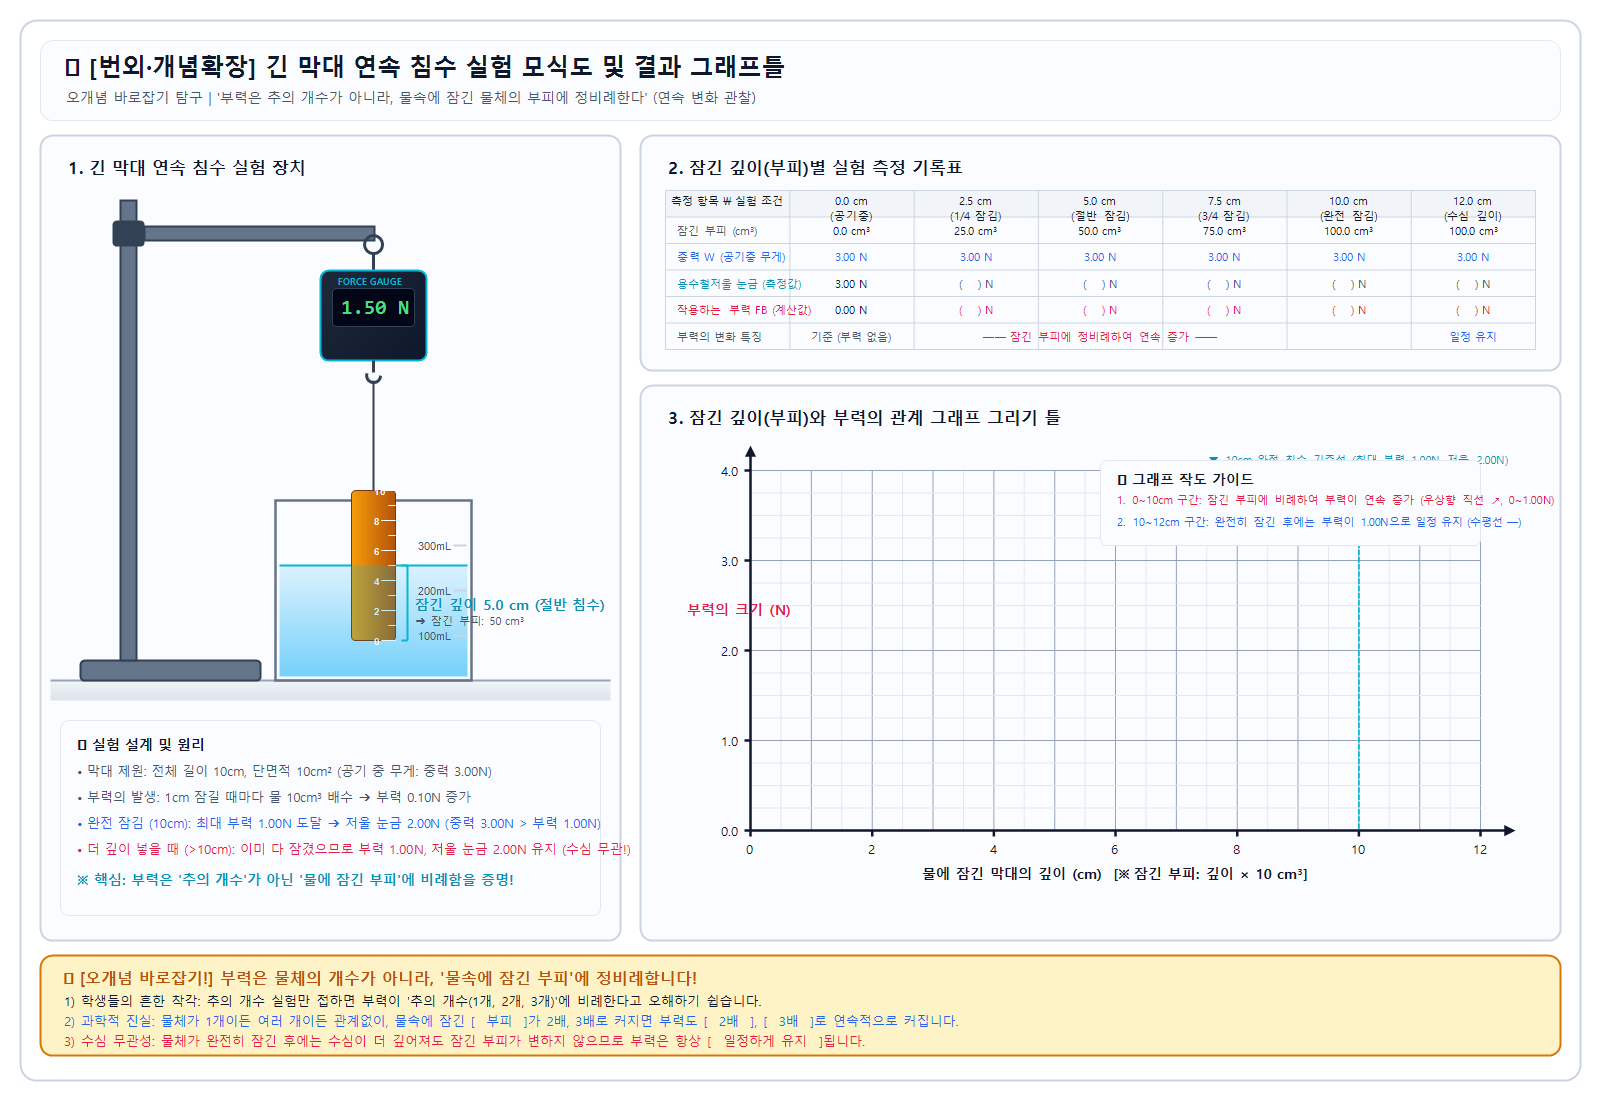 [번외·개념확장] 긴 막대 연속 침수 실험 모식도 및 결과 그래프틀
오개념 바로잡기 탐구 | '부력은 추의 개수가 아니라, 물속에 잠긴 물체의 부피에 정비례한다' (연속 변화 관찰)
1. 긴 막대 연속 침수 실험 장치
FORCE GAUGE
1.50 N
10
8
6
4
2
0
300mL
200mL
100mL
잠긴 깊이 5.0 cm (절반 침수)
➔ 잠긴 부피: 50 cm³
실험 설계 및 원리
• 막대 제원: 전체 길이 10cm, 단면적 10cm² (공기 중 무게: 중력 3.00N)
• 부력의 발생: 1cm 잠길 때마다 물 10cm³ 배수 → 부력 0.10N 증가
• 완전 잠김 (10cm): 최대 부력 1.00N 도달 → 저울 눈금 2.00N (중력 3.00N > 부력 1.00N)
• 더 깊이 넣을 때 (>10cm): 이미 다 잠겼으므로 부력 1.00N, 저울 눈금 2.00N 유지 (수심 무관!)
※ 핵심: 부력은 '추의 개수'가 아닌 '물에 잠긴 부피'에 비례함을 증명!
2. 잠긴 깊이(부피)별 실험 측정 기록표
측정 항목 ₩ 실험 조건 0.0 cm (공기중) 2.5 cm (1/4 잠김) 5.0 cm (절반 잠김) 7.5 cm (3/4 잠김) 10.0 cm (완전 잠김) 12.0 cm (수심 깊이)
잠긴 부피 (cm³) 0.0 cm³ 25.0 cm³ 50.0 cm³ 75.0 cm³ 100.0 cm³ 100.0 cm³
중력 W (공기중 무게) 3.00 N 3.00 N 3.00 N 3.00 N 3.00 N 3.00 N
용수철저울 눈금 (측정값) 3.00 N ( ) N ( ) N ( ) N ( ) N ( ) N
작용하는 부력 FB (계산값) 0.00 N ( ) N ( ) N ( ) N ( ) N ( ) N
부력의 변화 특징 기준 (부력 없음) —— 잠긴 부피에 정비례하여 연속 증가 —— 일정 유지
3. 잠긴 깊이(부피)와 부력의 관계 그래프 그리기 틀
▼ 10cm 완전 침수 기준선 (최대 부력 1.00N, 저울 2.00N)
그래프 작도 가이드
1. 0~10cm 구간: 잠긴 부피에 비례하여 부력이 연속 증가 (우상향 직선 ↗, 0~1.00N)
2. 10~12cm 구간: 완전히 잠긴 후에는 부력이 1.00N으로 일정 유지 (수평선 —)
4.0
3.0
2.0
1.0
0.0
부력의 크기 (N)
0 2 4 6 8 10 12
물에 잠긴 막대의 깊이 (cm) [※ 잠긴 부피: 깊이 × 10 cm³]
[오개념 바로잡기!] 부력은 물체의 개수가 아니라, '물속에 잠긴 부피'에 정비례합니다!
1) 학생들의 흔한 착각: 추의 개수 실험만 접하면 부력이 '추의 개수(1개, 2개, 3개)'에 비례한다고 오해하기 쉽습니다.
2) 과학적 진실: 물체가 1개이든 여러 개이든 관계없이, 물속에 잠긴 [ 부피 ]가 2배, 3배로 커지면 부력도 [ 2배 ], [ 3배 ]로 연속적으로 커집니다.
3) 수심 무관성: 물체가 완전히 잠긴 후에는 수심이 더 깊어져도 잠긴 부피가 변하지 않으므로 부력은 항상 [ 일정하게 유지 ]됩니다.